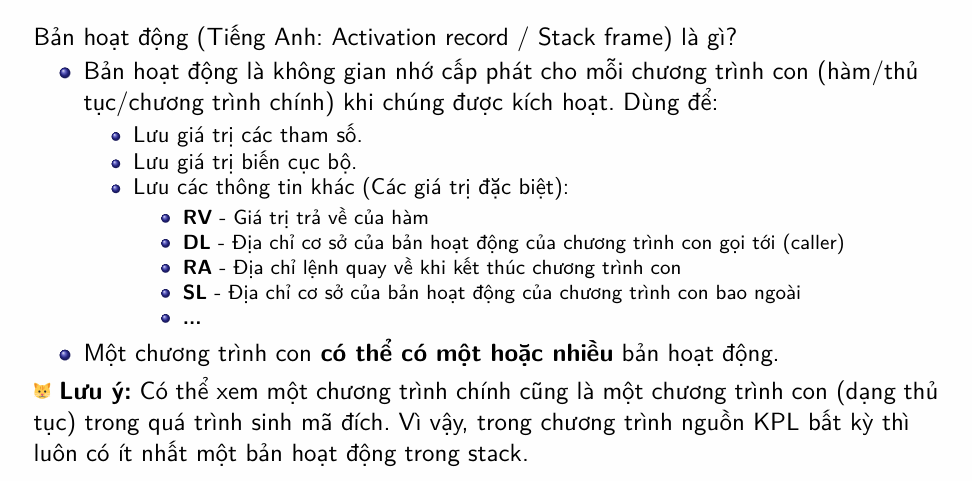 Bản hoạt động (Tiếng Anh: Activation record / Stack frame) là gì?
Bản hoạt động là không gian nhớ cấp phát cho mỗi chương trình con (hàm/thủ
tục/chương trình chính) khi chúng được kích hoạt. Dùng để:
Lưu giá trị các tham số.
Lưu giá trị biến cục bộ.
Lưu các thông tin khác (Các giá trị đặc biệt):
RV - Giá trị trả về của hàm
DL - Địa chỉ cơ sở của bản hoạt động của chương trình con gọi tới (caller)
RA - Địa chỉ lệnh quay về khi kết thúc chương trình con
SL - Địa chỉ cơ sở của bản hoạt động của chương trình con bao ngoài
...
Một chương trình con có thể có một hoặc nhiều bản hoạt động.
Lưu ý: Có thể xem một chương trình chính cũng là một chương trình con (dạng thủ
tục) trong quá trình sinh mã đích. Vì vậy, trong chương trình nguồn KPL bất kỳ thì
luôn có ít nhất một bản hoạt động trong stack.